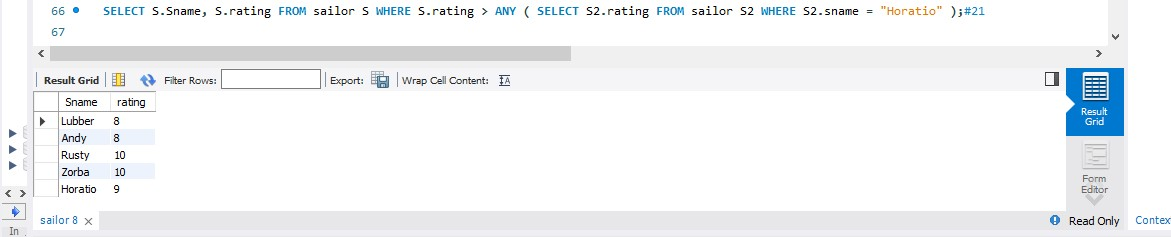 66 SELECT S.Sname, S.rating FROM sailor S WHERE S.rating > ANY ( SELECT S2.rating FROM sailor S2 WHERE S2.sname = "Horatio" );#21
67
Result Grid Filter Rows: Export: Wrap Cell Content:
Sname rating
Lubber 8
Andy 8
Rusty 10
Zorba 10
Horatio 9
Result
Grid
Form
Editor
sailor 8 × Read Only Contex
In